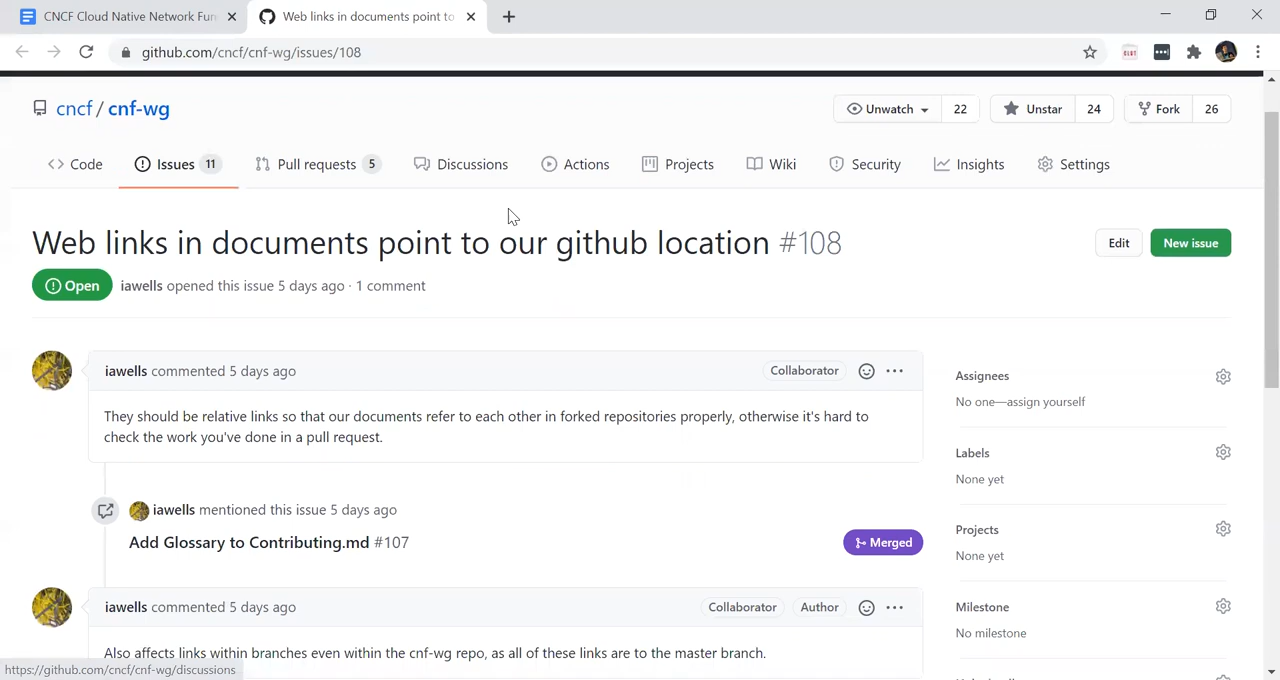 CNCF Cloud Native Network Fun
Web links in documents point to
github.com/cncf/cnf-wg/issues/108
cncf / cnf-wg
Unwatch 22
Unstar 24
Fork 26
Code
Issues 11
Pull requests 5
Discussions
Actions
Projects
Wiki
Security
Insights
Settings
Web links in documents point to our github location #108
Edit
New issue
Open
iawells opened this issue 5 days ago · 1 comment
iawells commented 5 days ago
Collaborator
They should be relative links so that our documents refer to each other in forked repositories properly, otherwise it's hard to
check the work you've done in a pull request.
iawells mentioned this issue 5 days ago
Add Glossary to Contributing.md #107
Merged
iawells commented 5 days ago
Collaborator
Author
Also affects links within branches even within the cnf-wg repo, as all of these links are to the master branch.
Assignees
No one—assign yourself
Labels
None yet
Projects
None yet
Milestone
No milestone
https://github.com/cncf/cnf-wg/discussions